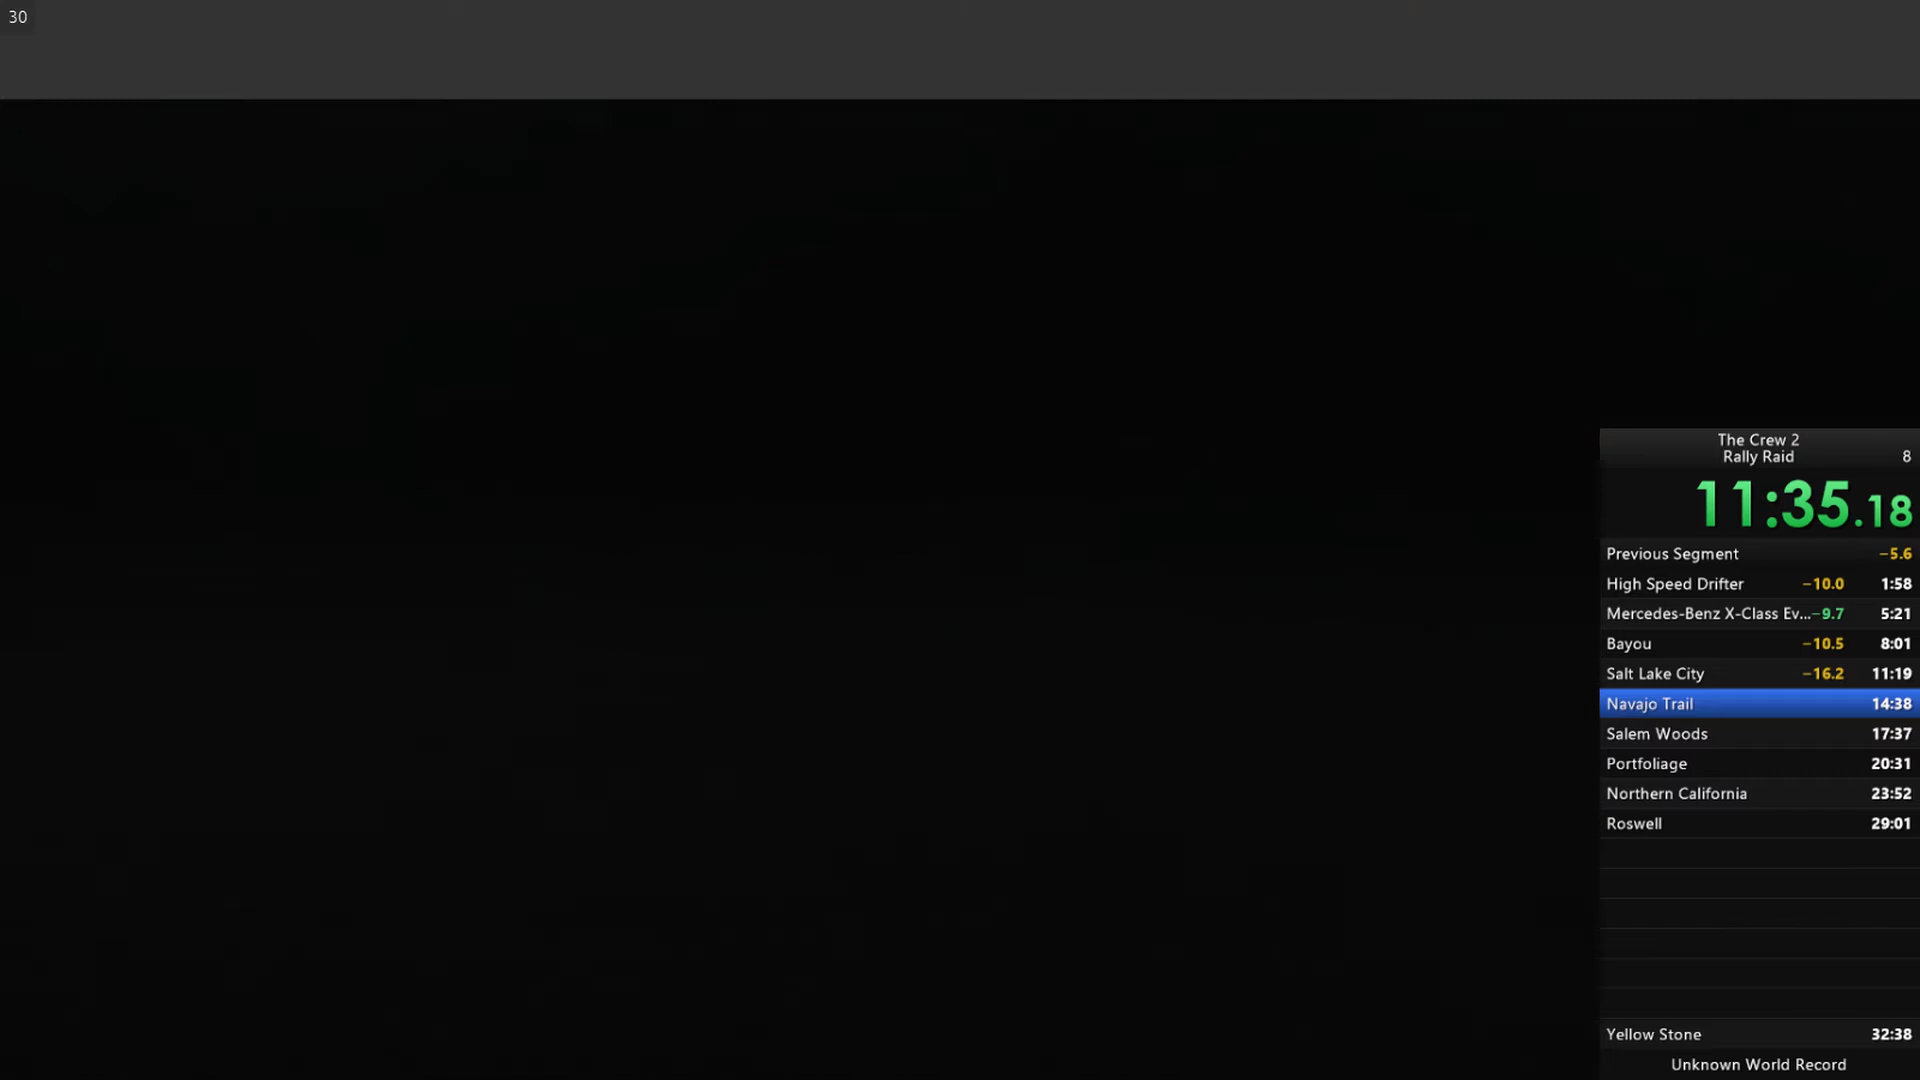 30
The Crew 2
Rally Raid 8
11:35.18
Previous Segment −5.6
High Speed Drifter −10.0 1:58
Mercedes-Benz X-Class Ev...−9.7 5:21
Bayou −10.5 8:01
Salt Lake City −16.2 11:19
Navajo Trail 14:38
Salem Woods 17:37
Portfoliage 20:31
Northern California 23:52
Roswell 29:01
Yellow Stone 32:38
Unknown World Record